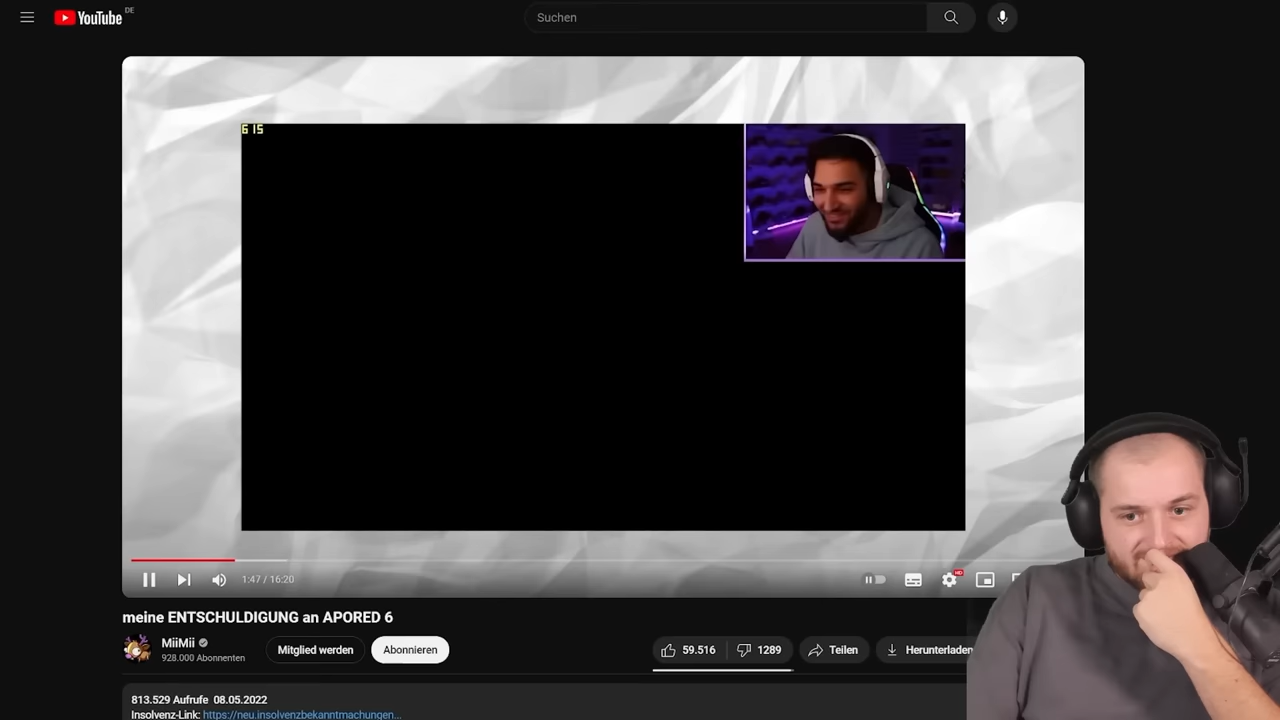 YouTube DE
Suchen
6 15
1:47 / 16:20
HD
meine ENTSCHULDIGUNG an APORED 6
MiiMii
928.000 Abonnenten
Mitglied werden
Abonnieren
59.516
1289
Teilen
Herunterladen
813.529 Aufrufe 08.05.2022
Insolvenz-Link: https://neu.insolvenzbekanntmachungen...